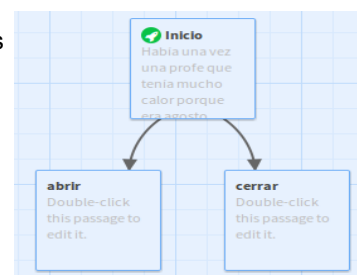 s
Inicio
Habia una vez
una profe que
tenía mucho
calor porque
era agosto
abrir
Double-click
this passage to
edit it.
cerrar
Double-click
this passage to
edit it.